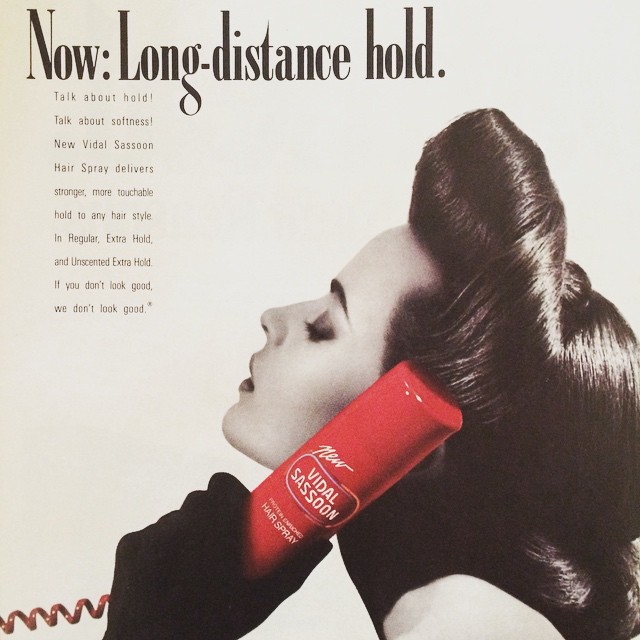 Now: Long-distance hold.
Talk about hold!
Talk about softness!
New Vidal Sassoon
Hair Spray delivers
stronger, more touchable
hold to any hair style.
In Regular, Extra Hold,
and Unscented Extra Hold.
If you don't look good,
we don't look good.®
New
VIDAL
SASSOON
PROTEIN ENRICHED
HAIR SPRAY